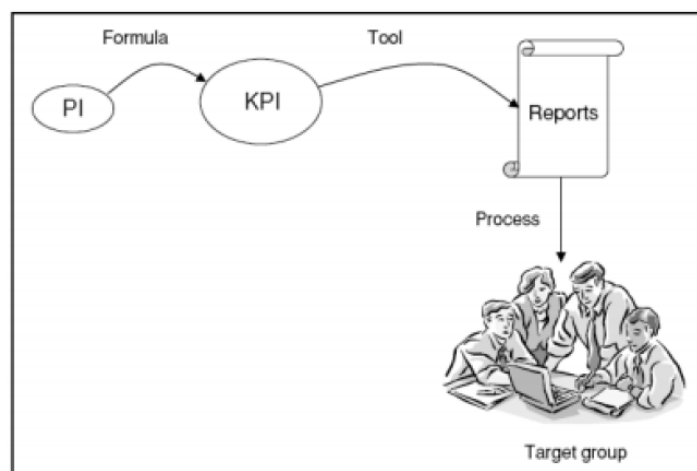 Formula
Tool
PI
KPI
Reports
Process
Target group